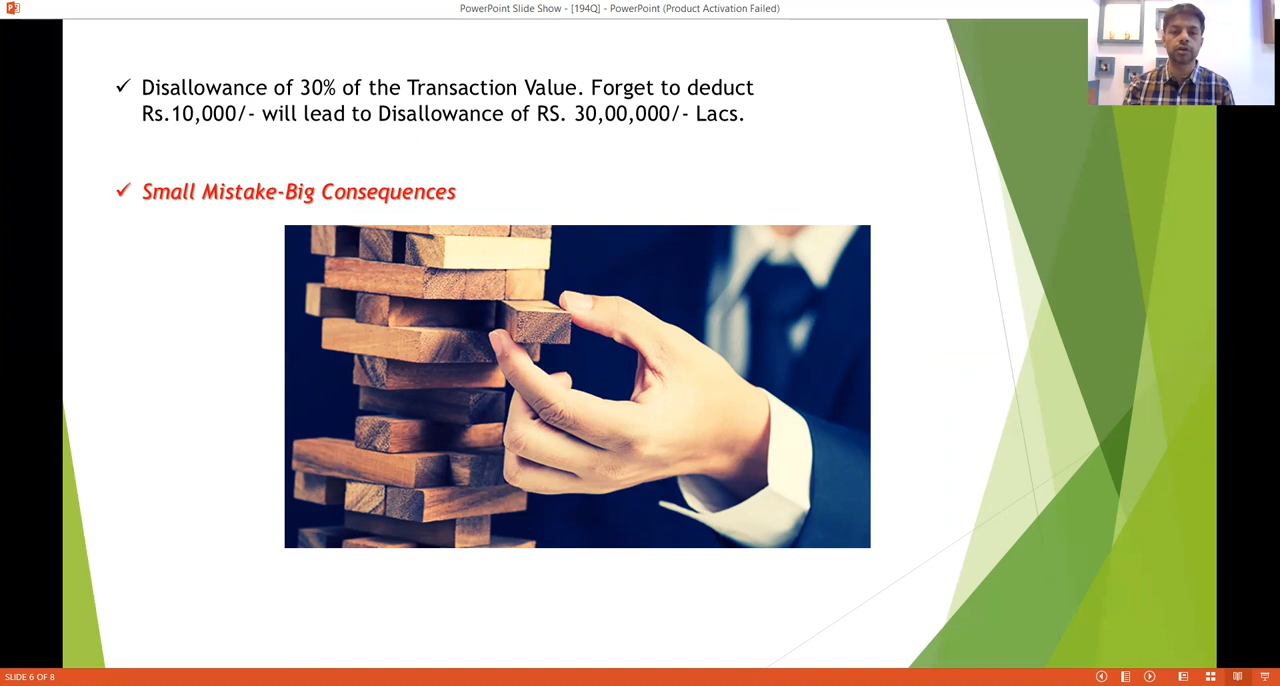 PowerPoint Slide Show - [194Q] - PowerPoint (Product Activation Failed)
Disallowance of 30% of the Transaction Value. Forget to deduct
Rs.10,000/- will lead to Disallowance of RS. 30,00,000/- Lacs.
Small Mistake-Big Consequences
SLIDE 6 OF 8